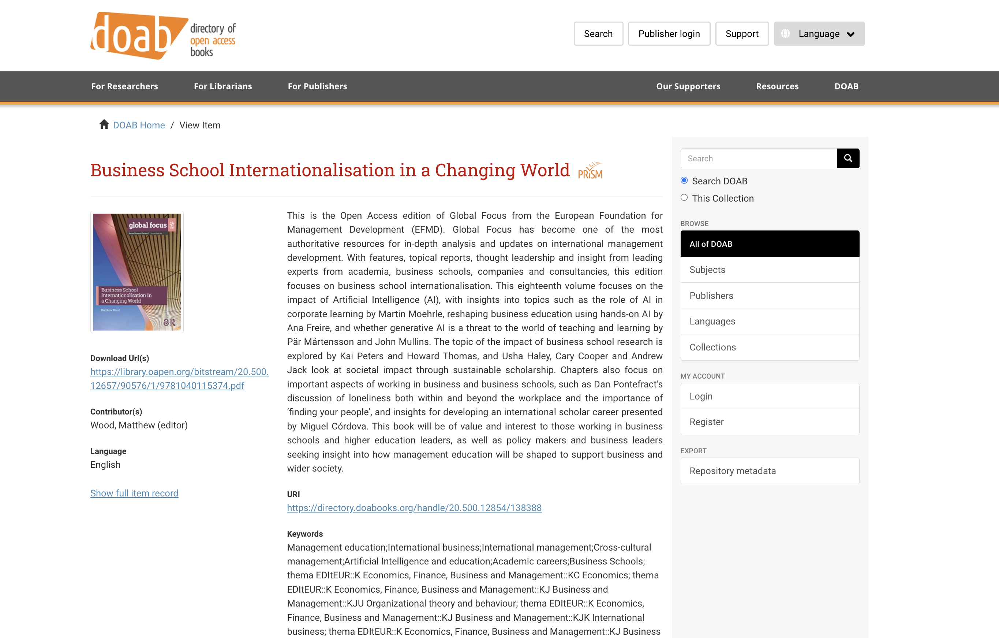 doab
directory of
open access
books
Search
Publisher login
Support
Language
For Researchers
For Librarians
For Publishers
Our Supporters
Resources
DOAB
DOAB Home / View Item
Business School Internationalisation in a Changing World
PRISM
global focus
Business School
Internationalisation in
a Changing World
Matthew Wood
Download Url(s)
https://library.oapen.org/bitstream/20.500.
12657/90576/1/9781040115374.pdf
Contributor(s)
Wood, Matthew (editor)
Language
English
Show full item record
This is the Open Access edition of Global Focus from the European Foundation for
Management Development (EFMD). Global Focus has become one of the most
authoritative resources for in-depth analysis and updates on international management
development. With features, topical reports, thought leadership and insight from leading
experts from academia, business schools, companies and consultancies, this edition
focuses on business school internationalisation. This eighteenth volume focuses on the
impact of Artificial Intelligence (AI), with insights into topics such as the role of AI in
corporate learning by Martin Moehrle, reshaping business education using hands-on AI by
Ana Freire, and whether generative AI is a threat to the world of teaching and learning by
Pär Mårtensson and John Mullins. The topic of the impact of business school research is
explored by Kai Peters and Howard Thomas, and Usha Haley, Cary Cooper and Andrew
Jack look at societal impact through sustainable scholarship. Chapters also focus on
important aspects of working in business and business schools, such as Dan Pontefract’s
discussion of loneliness both within and beyond the workplace and the importance of
‘finding your people’, and insights for developing an international scholar career presented
by Miguel Córdova. This book will be of value and interest to those working in business
schools and higher education leaders, as well as policy makers and business leaders
seeking insight into how management education will be shaped to support business and
wider society.
URI
https://directory.doabooks.org/handle/20.500.12854/138388
Keywords
Management education;International business;International management;Cross-cultural
management;Artificial Intelligence and education;Academic careers;Business Schools;
thema EDItEUR::K Economics, Finance, Business and Management::KC Economics; thema
EDItEUR::K Economics, Finance, Business and Management::KJ Business and
Management::KJU Organizational theory and behaviour; thema EDItEUR::K Economics,
Finance, Business and Management::KJ Business and Management::KJK International
business; thema EDItEUR::K Economics, Finance, Business and Management::KJ Business
Search
Search DOAB
This Collection
BROWSE
All of DOAB
Subjects
Publishers
Languages
Collections
MY ACCOUNT
Login
Register
EXPORT
Repository metadata